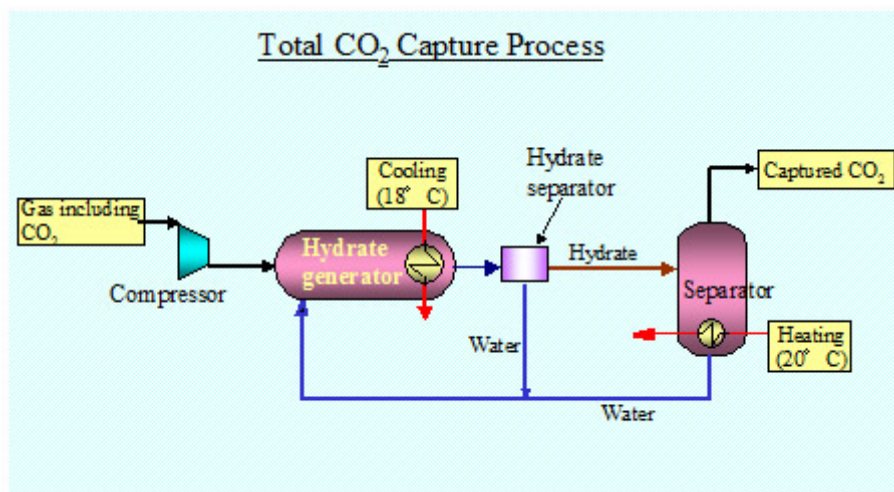 Total CO₂ Capture Process
Hydrate
separator
Cooling
(18° C)
Captured CO₂
Gas including
CO₂
Hydrate
generator
Hydrate
Compressor
Separator
Water
Heating
(20° C)
Water